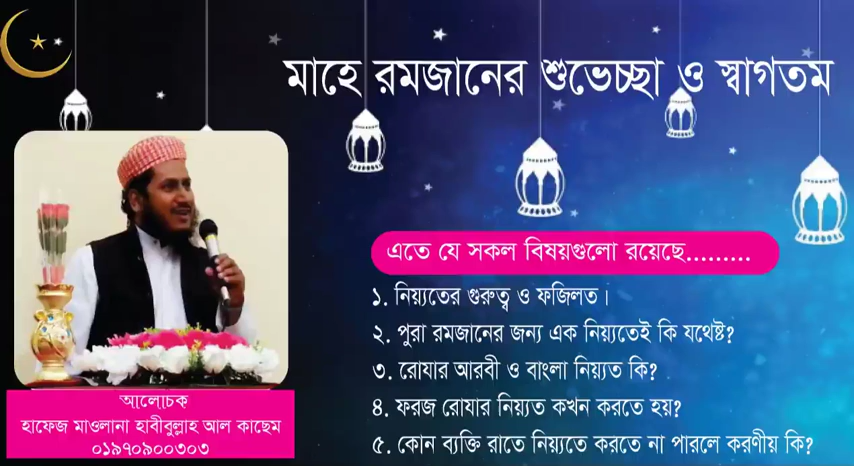 মাহে রমজানের শুভেচ্ছা ও স্বাগতম
এতে যে সকল বিষয়গুলো রয়েছে.........
১. নিয়্যতের গুরুত্ব ও ফজিলত।
২. পুরা রমজানের জন্য এক নিয়্যতেই কি যথেষ্ট?
৩. রোযার আরবী ও বাংলা নিয়্যত কি?
৪. ফরজ রোযার নিয়্যত কখন করতে হয়?
৫. কোন ব্যক্তি রাতে নিয়্যতে করতে না পারলে করণীয় কি?
আলোচক
হাফেজ মাওলানা হাবীবুল্লাহ আল কাছেম
০১৯৭০৯০০৩০৩